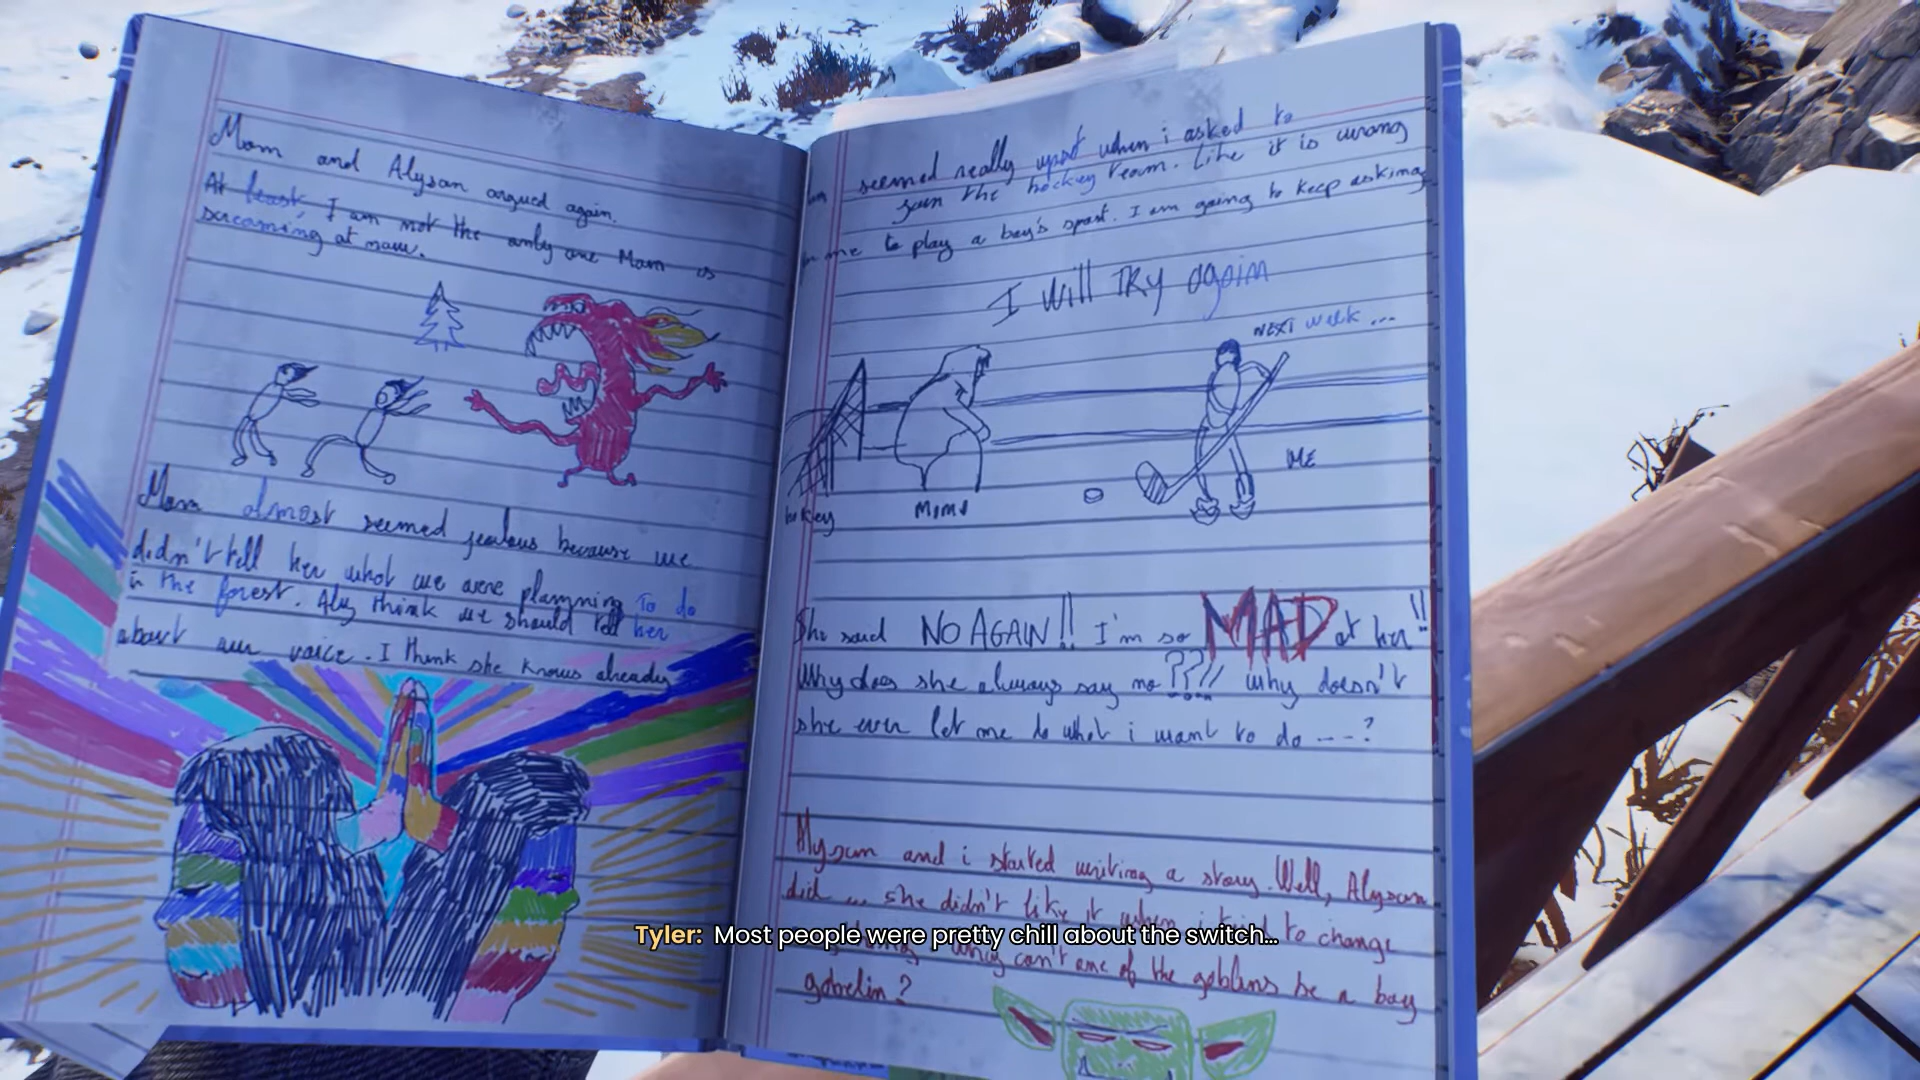 Mom and Alyson argued again.
At least I am not the only one Mom is
screaming at now.
Mom almost seemed jealous because we
didn't tell her what we were plamning to do
in the forest. Aly think we should tell her
about our voice. I think she knows already
seemed really upset when i asked to
join the hockey team. Like it is wrong
me to play a boy's sport. I am going to keep asking
I will TRY again
NEXT week...
ME
MOM
She said NO AGAIN!! I'm so MAD at her!!
Why does she always say no ??!! why doesn't
she ever let me do what i want to do --- ?
Alyson and i started writing a story. Well, Alyson
did ... she didn't like it when i tried to change
why can't one of the goblins be a boy
gobelin?
Tyler: Most people were pretty chill about the switch...